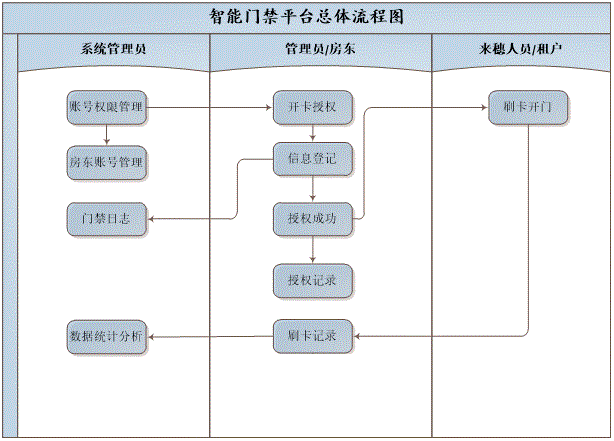 智能门禁平台总体流程图
系统管理员
管理员/房东
来穗人员/租户
账号权限管理
开卡授权
刷卡开门
房东账号管理
信息登记
门禁日志
授权成功
授权记录
数据统计分析
刷卡记录